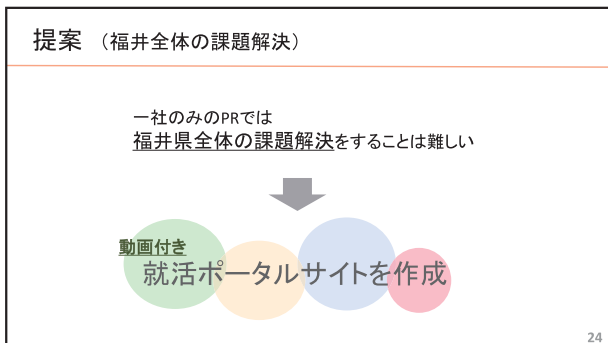 提案 （福井全体の課題解決）
一社のみのPRでは
福井県全体の課題解決をすることは難しい
動画付き
就活ポータルサイトを作成
24